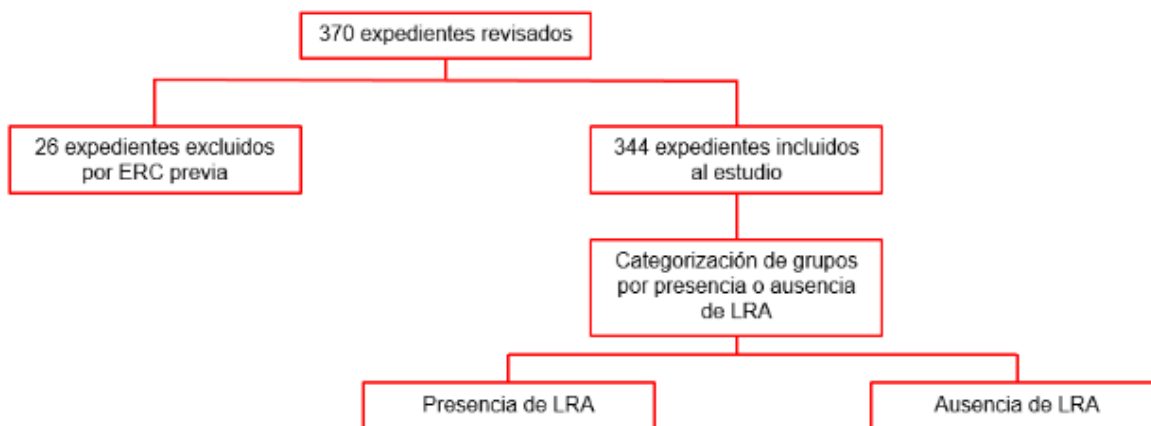 370 expedientes revisados
26 expedientes excluidos
por ERC previa
344 expedientes incluidos
al estudio
Categorización de grupos
por presencia o ausencia
de LRA
Presencia de LRA
Ausencia de LRA